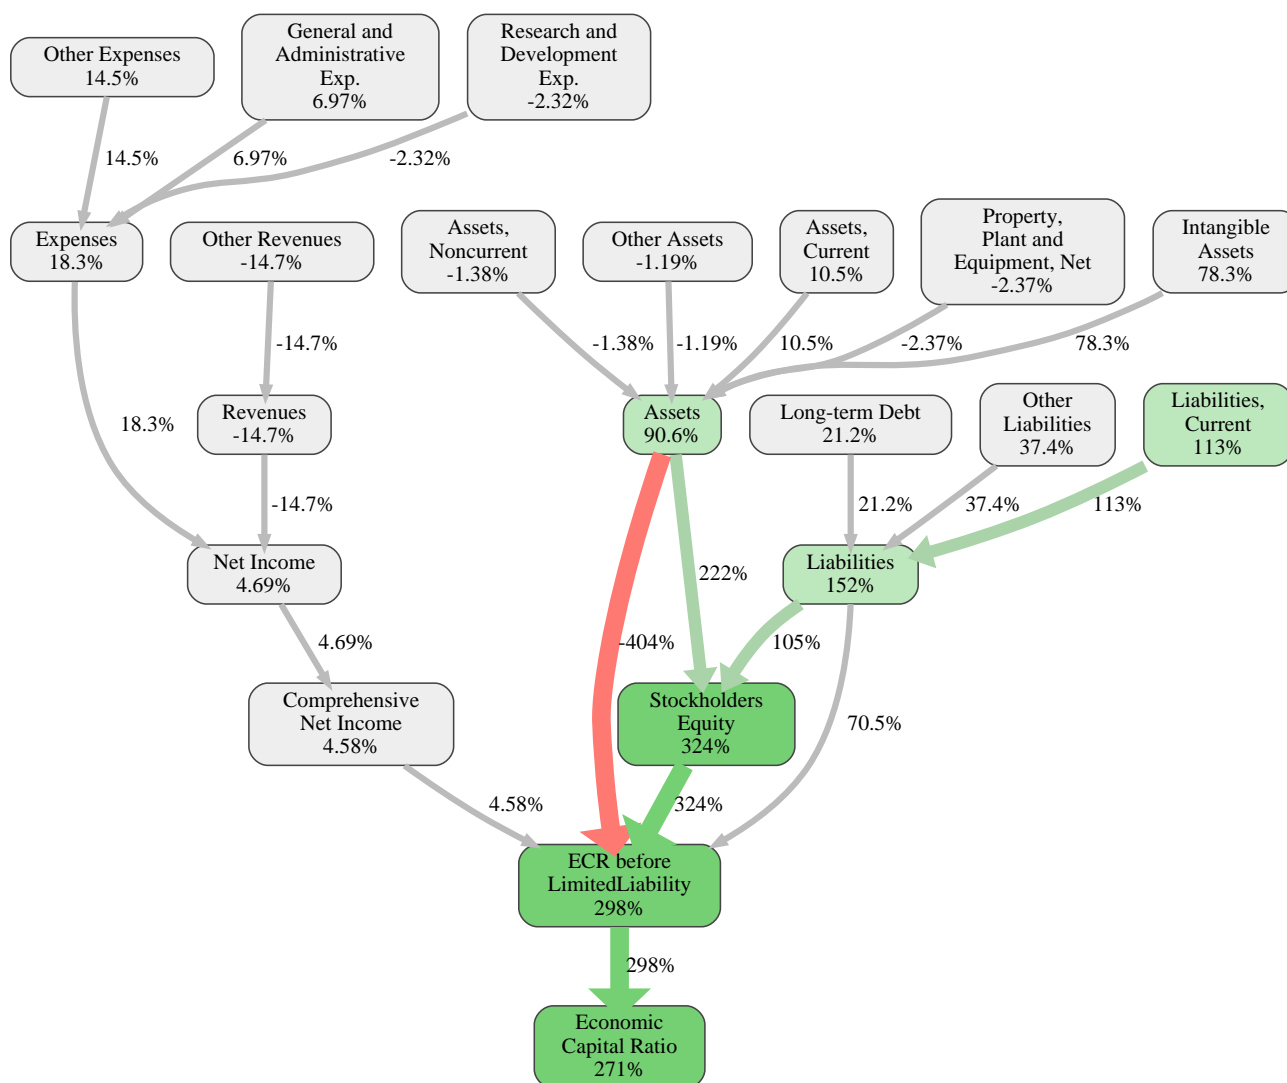 Other Expenses
14.5%
General and
Administrative
Exp.
6.97%
Research and
Development
Exp.
-2.32%
14.5%
6.97%
-2.32%
Expenses
18.3%
Other Revenues
-14.7%
Assets,
Noncurrent
-1.38%
Other Assets
-1.19%
Assets,
Current
10.5%
Property,
Plant and
Equipment, Net
-2.37%
Intangible
Assets
78.3%
-14.7%
-1.38%
-1.19%
10.5%
-2.37%
78.3%
18.3%
Revenues
-14.7%
Assets
90.6%
Long-term Debt
21.2%
Other
Liabilities
37.4%
Liabilities,
Current
113%
-14.7%
21.2%
37.4%
113%
Net Income
4.69%
222%
Liabilities
152%
4.69%
-404%
105%
Comprehensive
Net Income
4.58%
Stockholders
Equity
324%
70.5%
4.58%
324%
ECR before
LimitedLiability
298%
298%
Economic
Capital Ratio
271%